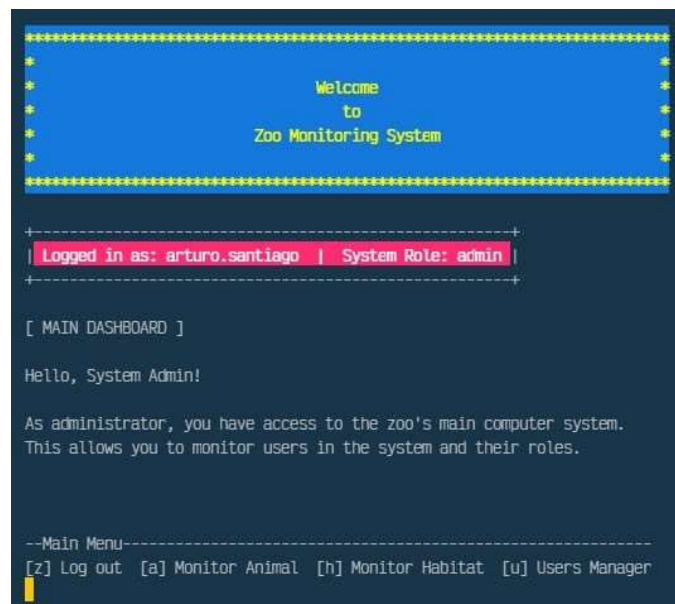 ***********************************************************************
* *
* Welcome *
* to *
* Zoo Monitoring System *
* *
***********************************************************************
+-------------------------------------------------------+
| Logged in as: arturo.santiago | System Role: admin |
+-------------------------------------------------------+
[ MAIN DASHBOARD ]
Hello, System Admin!
As administrator, you have access to the zoo's main computer system.
This allows you to monitor users in the system and their roles.
--Main Menu------------------------------------------------------------
[z] Log out [a] Monitor Animal [h] Monitor Habitat [u] Users Manager